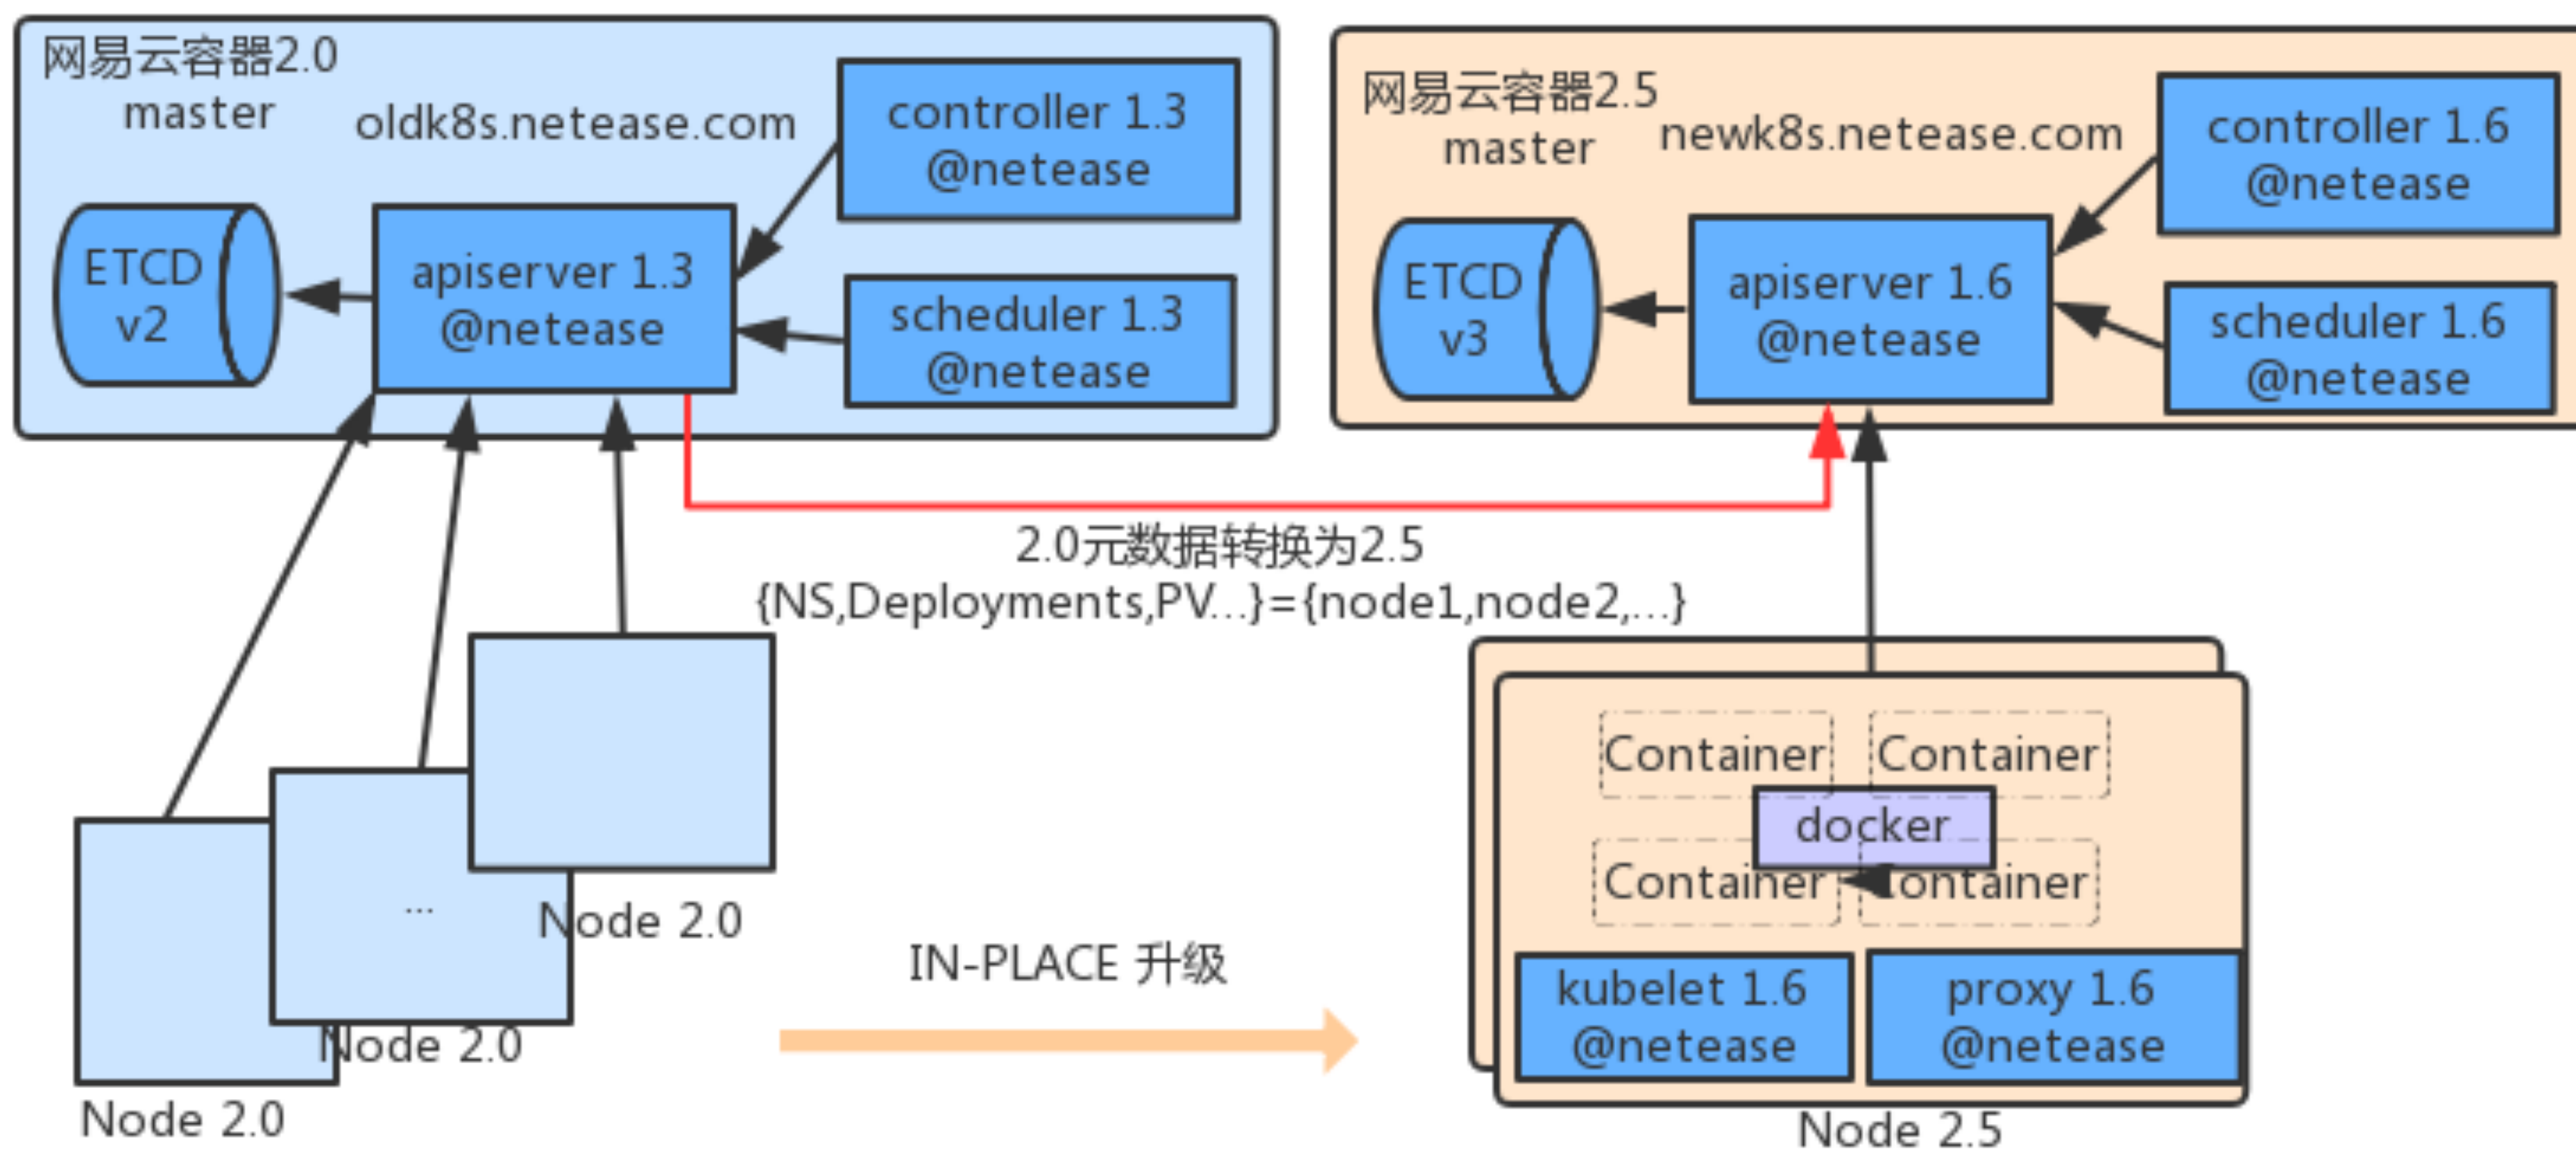 网易云容器2.0
master
oldk8s.netease.com
controller 1.3
@netease
ETCD
v2
apiserver 1.3
@netease
scheduler 1.3
@netease
网易云容器2.5
master
newk8s.netease.com
controller 1.6
@netease
ETCD
v3
apiserver 1.6
@netease
scheduler 1.6
@netease
2.0元数据转换为2.5
{NS,Deployments,PV...}={node1,node2,...}
Node 2.0
...
Node 2.0
Node 2.0
IN-PLACE 升级
Container
Container
docker
Container
Container
kubelet 1.6
@netease
proxy 1.6
@netease
Node 2.5